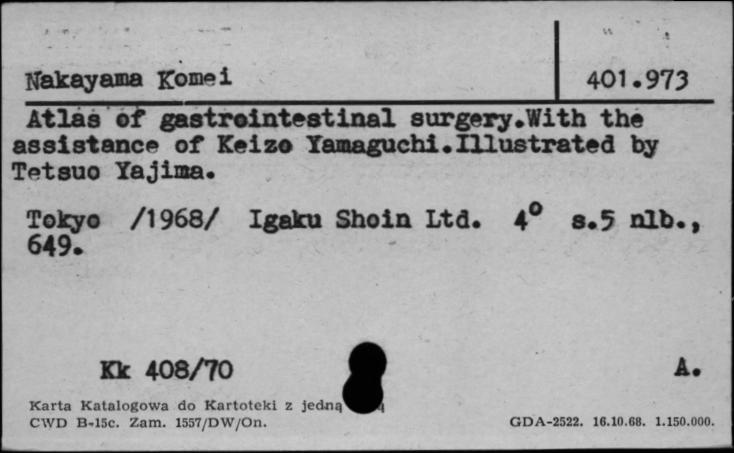 Nakayama Komei
401.973
Atlas of gastrointestinal surgery.With the
assistance of Keizo Yamaguchi.Illustrated by
Tetsuo Yajima.
Tokyo /1968/ Igaku Shoin Ltd. 4° s.5 nlb.,
649.
Kk 408/70
A.
Karta Katalogowa do Kartoteki z jedną
CWD B-15c. Zam. 1557/DW/On.
GDA-2522. 16.10.68. 1.150.000.